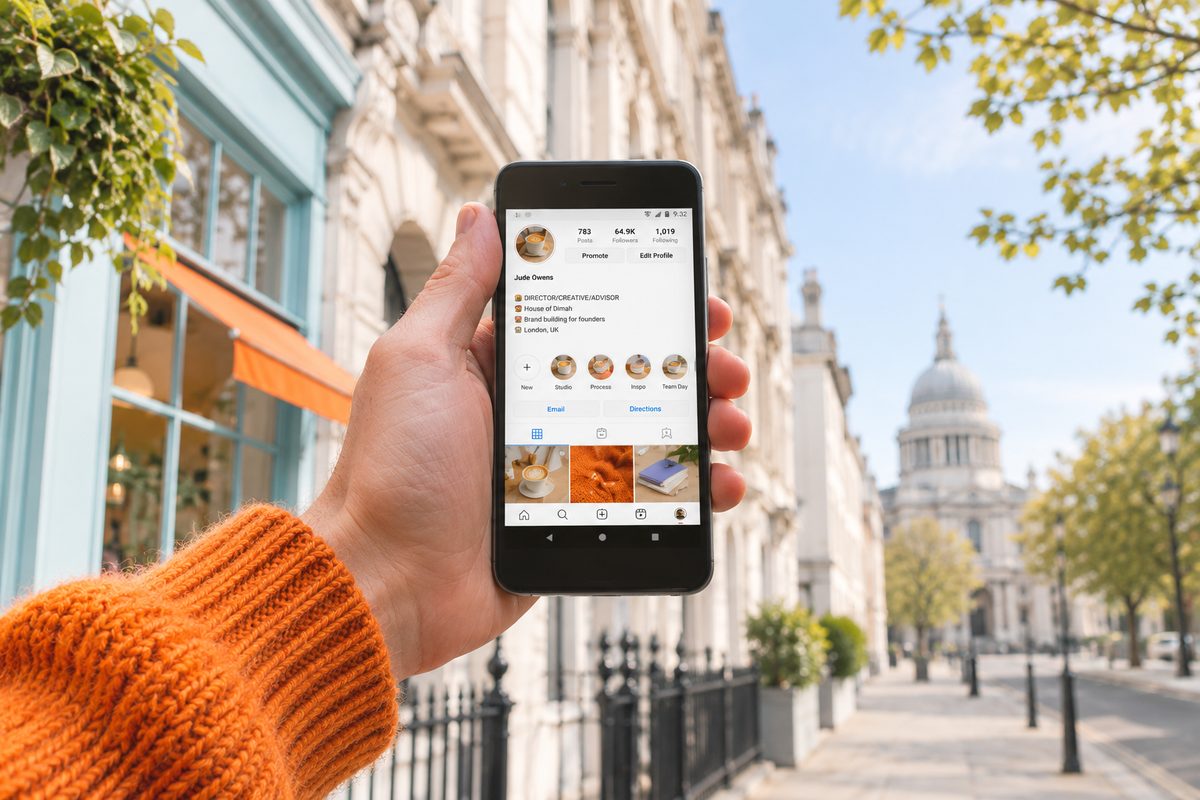 9:32
783 64.9K 1,019
Posts Followers Following
Promote Edit Profile
Jude Owens
DIRECTOR/CREATIVE/ADVISOR
House of Dimah
Brand building for founders
London, UK
New Studio Process Inspo Team Day
Email Directions